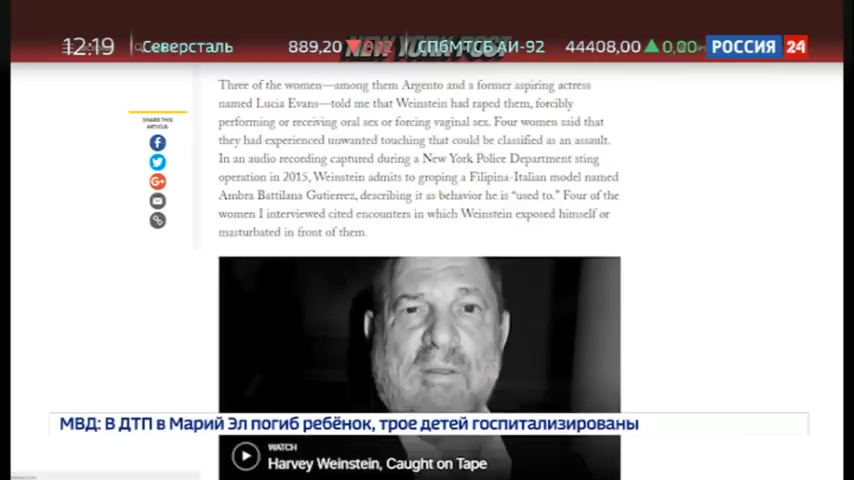 12:19 Северсталь 889,20 СПбМТСБ АИ-92 44408,00 0,00 РОССИЯ 24
NEW YORK POST
Three of the women—among them Argento and a former aspiring actress
named Lucia Evans—told me that Weinstein had raped them, forcibly
performing or receiving oral sex or forcing vaginal sex. Four women said that
they had experienced unwanted touching that could be classified as an assault.
In an audio recording captured during a New York Police Department sting
operation in 2015, Weinstein admits to groping a Filipina-Italian model named
Ambra Battilana Gutierrez, describing it as behavior he is “used to.” Four of the
women I interviewed cited encounters in which Weinstein exposed himself or
masturbated in front of them.
SHARE THIS
ARTICLE:
МВД: В ДТП в Марий Эл погиб ребёнок, трое детей госпитализированы
WATCH
Harvey Weinstein, Caught on Tape